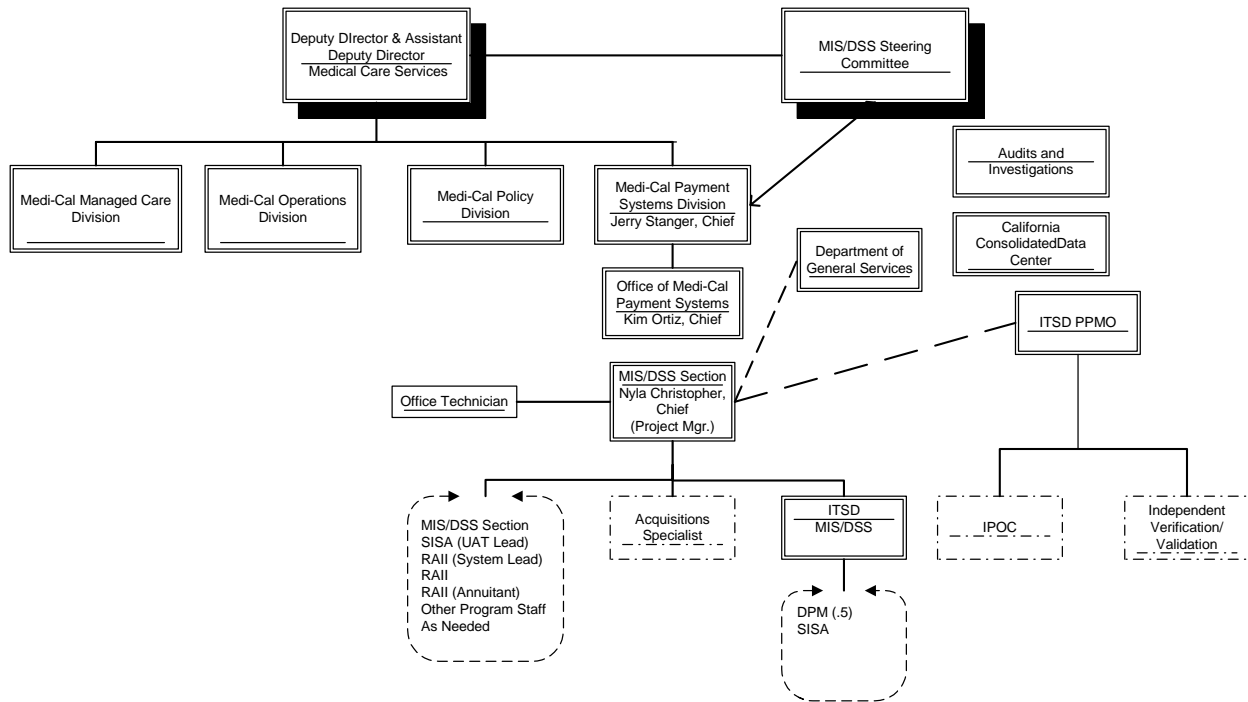 Deputy DIrector & Assistant
Deputy Director
Medical Care Services
MIS/DSS Steering
Committee
Audits and
Investigations
Medi-Cal Managed Care
Division
Medi-Cal Operations
Division
Medi-Cal Policy
Division
Medi-Cal Payment
Systems Division
Jerry Stanger, Chief
California
ConsolidatedData
Center
Department of
General Services
Office of Medi-Cal
Payment Systems
Kim Ortiz, Chief
ITSD PPMO
MIS/DSS Section
Nyla Christopher,
Chief
(Project Mgr.)
Office Technician
MIS/DSS Section
SISA (UAT Lead)
RAII (System Lead)
RAII
RAII (Annuitant)
Other Program Staff
As Needed
Acquisitions
Specialist
ITSD
MIS/DSS
IPOC
Independent
Verification/
Validation
DPM (.5)
SISA